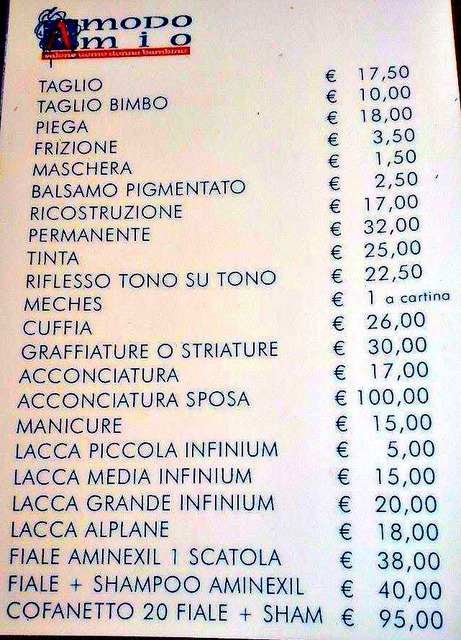 A modo
Amio
salone uomo donna bambino
TAGLIO € 17,50
TAGLIO BIMBO € 10,00
PIEGA € 18,00
FRIZIONE € 3,50
MASCHERA € 1,50
BALSAMO PIGMENTATO € 2,50
RICOSTRUZIONE € 17,00
PERMANENTE € 32,00
TINTA € 25,00
RIFLESSO TONO SU TONO € 22,50
MECHES € 1 a cartina
CUFFIA € 26,00
GRAFFIATURE O STRIATURE € 30,00
ACCONCIATURA € 17,00
ACCONCIATURA SPOSA € 100,00
MANICURE € 15,00
LACCA PICCOLA INFINIUM € 5,00
LACCA MEDIA INFINIUM € 15,00
LACCA GRANDE INFINIUM € 20,00
LACCA ALPLANE € 18,00
FIALE AMINEXIL 1 SCATOLA € 38,00
FIALE + SHAMPOO AMINEXIL € 40,00
COFANETTO 20 FIALE + SHAM € 95,00